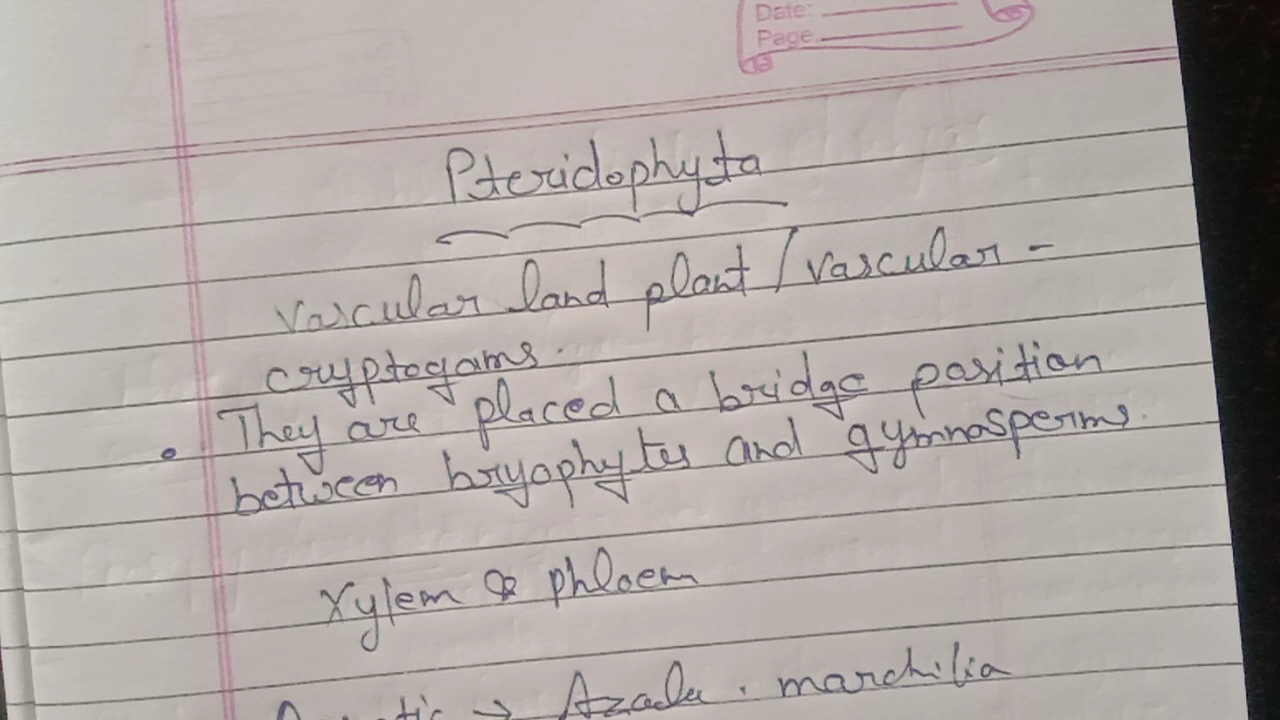 Date:
Page
Pteridophyta
Vascular land plant / vascular -
cryptogams.
• They are placed a bridge position
between bryophytes and gymnosperms.
Xylem & phloem
→ Azada . marchilia